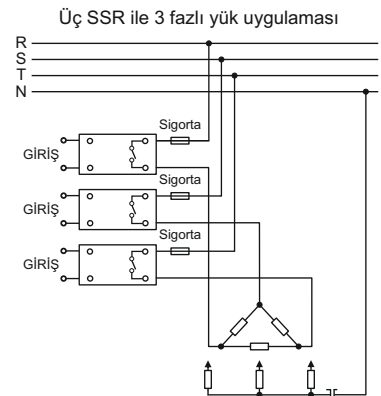 Üç SSR ile 3 fazlı yük uygulaması
R
S
T
N
Sigorta
GİRİŞ
Sigorta
GİRİŞ
Sigorta
GİRİŞ